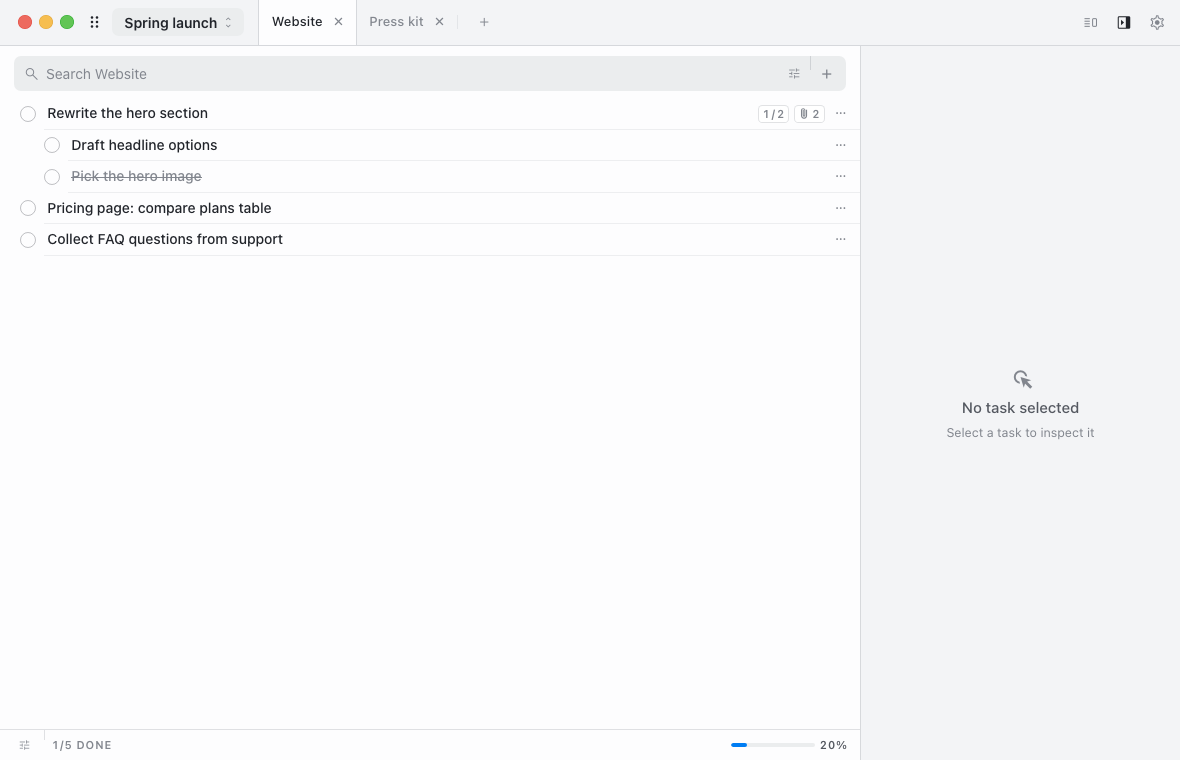 Spring launch
Website
Press kit
Search Website
Rewrite the hero section
1/2
2
Draft headline options
Pick the hero image
Pricing page: compare plans table
Collect FAQ questions from support
No task selected
Select a task to inspect it
1/5 DONE
20%